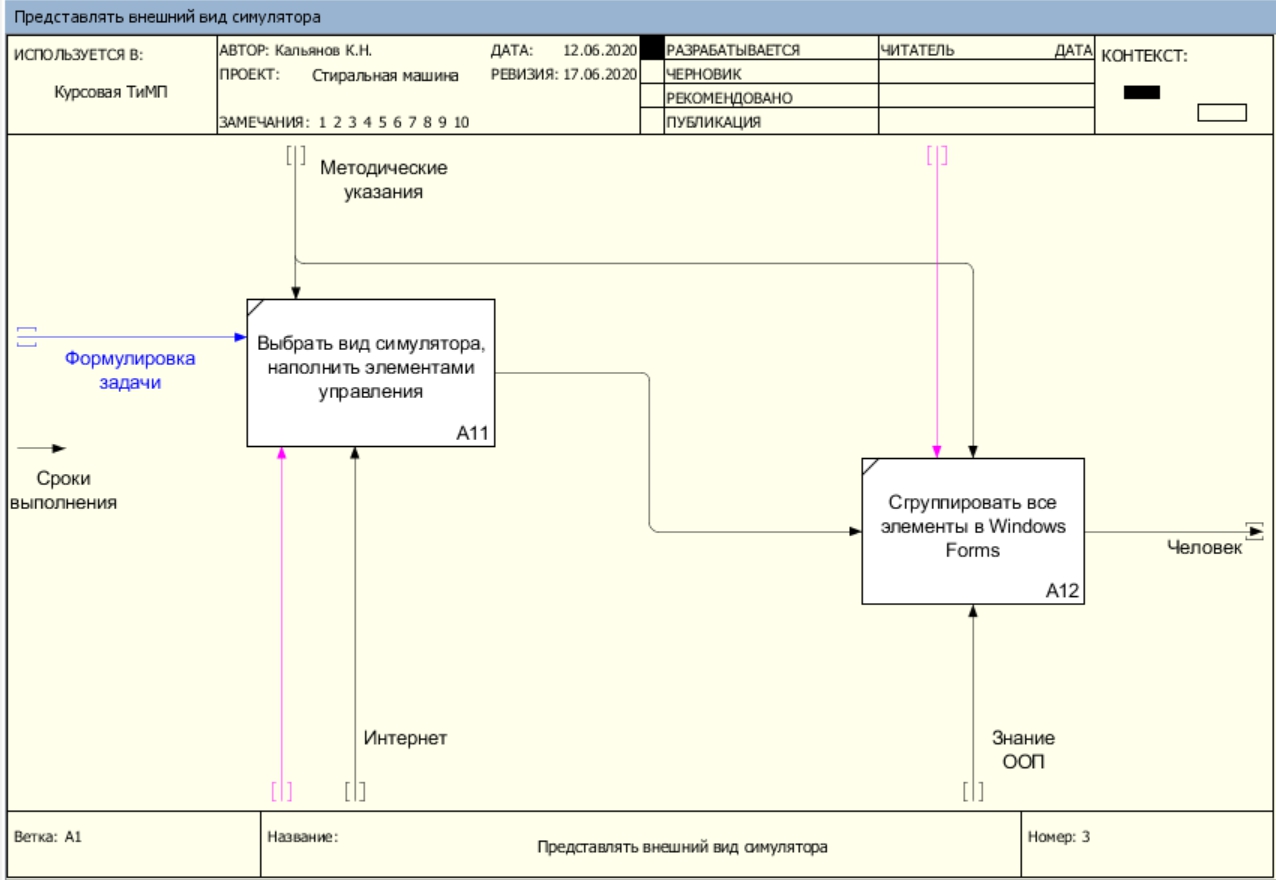 Представлять внешний вид симулятора
ИСПОЛЬЗУЕТСЯ В:
Курсовая ТиМП
АВТОР: Кальянов К.Н.
ДАТА: 12.06.2020
ПРОЕКТ: Стиральная машина
РЕВИЗИЯ: 17.06.2020
ЗАМЕЧАНИЯ: 1 2 3 4 5 6 7 8 9 10
РАЗРАБАТЫВАЕТСЯ
ЧЕРНОВИК
РЕКОМЕНДОВАНО
ПУБЛИКАЦИЯ
ЧИТАТЕЛЬ ДАТА
КОНТЕКСТ:
Методические
указания
Формулировка
задачи
Выбрать вид симулятора,
наполнить элементами
управления
A11
Сроки
выполнения
Сгруппировать все
элементы в Windows
Forms
A12
Человек
Интернет
Знание
ООП
Ветка: A1
Название:
Представлять внешний вид симулятора
Номер: 3